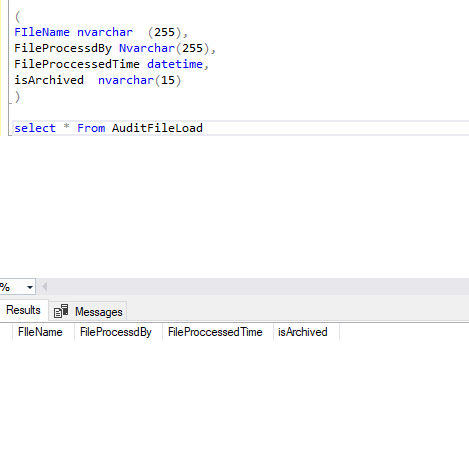 (
FIleName nvarchar  (255),
FileProcessdBy Nvarchar(255),
FileProccessedTime datetime,
isArchived  nvarchar(15)
)
select * From AuditFileLoad
%
Results Messages
FIleName FileProcessdBy FileProccessedTime isArchived